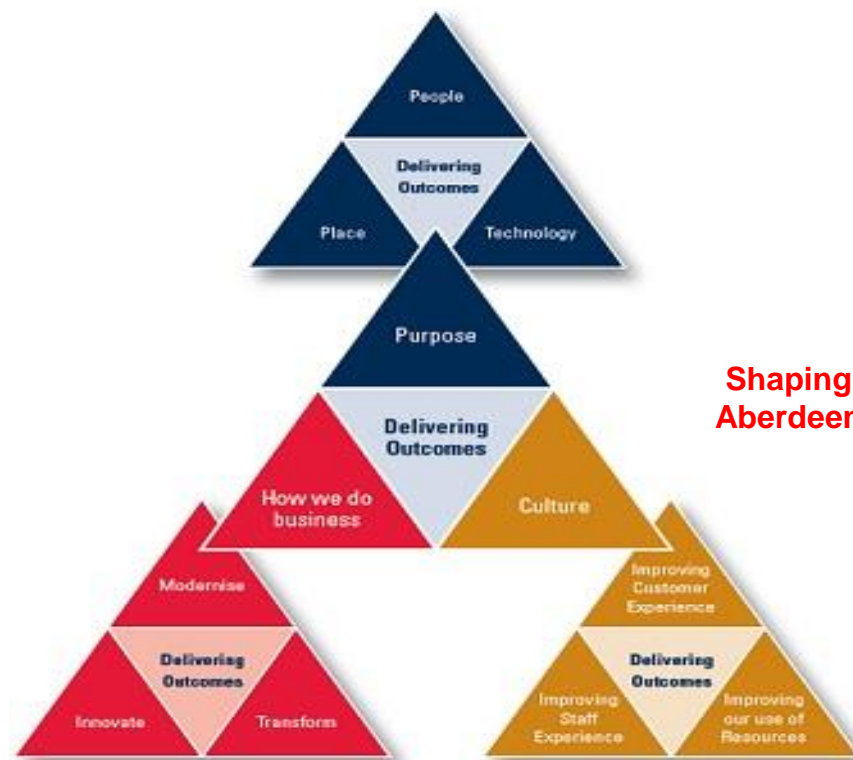 People
Delivering
Outcomes
Place
Technology
Purpose
Shaping
Aberdeen
Delivering
Outcomes
How we do
business
Culture
Modernise
Delivering
Outcomes
Innovate
Transform
Improving
Customer
Experience
Delivering
Outcomes
Improving
Staff
Experience
Improving
our use of
Resources